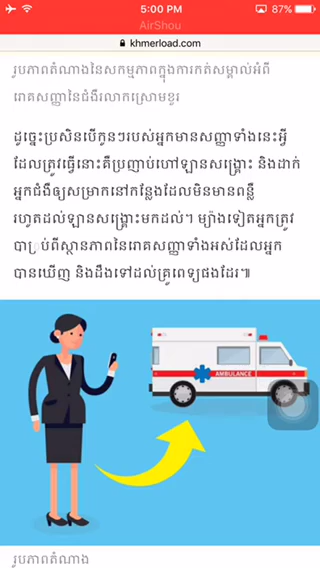 5:00 PM
87%
AirShou
khmerload.com
រូបភាពតំណាងនៃសកម្មភាពក្នុងការកត់សម្គាល់អំពី
រោគសញ្ញានៃជំងឺរលាកស្រោមខួរ
ដូច្នេះប្រសិនបើកូនៗរបស់អ្នកមានសញ្ញាទាំងនេះអ្វី
ដែលត្រូវធ្វើនោះគឺប្រញាប់ហៅឡានសង្គ្រោះ និងដាក់
អ្នកជំងឺឲ្យសម្រាកនៅកន្លែងដែលមិនមានពន្លឺ
រហូតដល់ឡានសង្គ្រោះមកដល់។ ម្យ៉ាងទៀតអ្នកត្រូវ
បា្រប់ពីស្ថានភាពនៃរោគសញ្ញាទាំងអស់ដែលអ្នក
បានឃើញ និងដឹងទៅដល់គ្រូពេទ្យផងដែរ៕
AMBULANCE
រូបភាពតំណាង